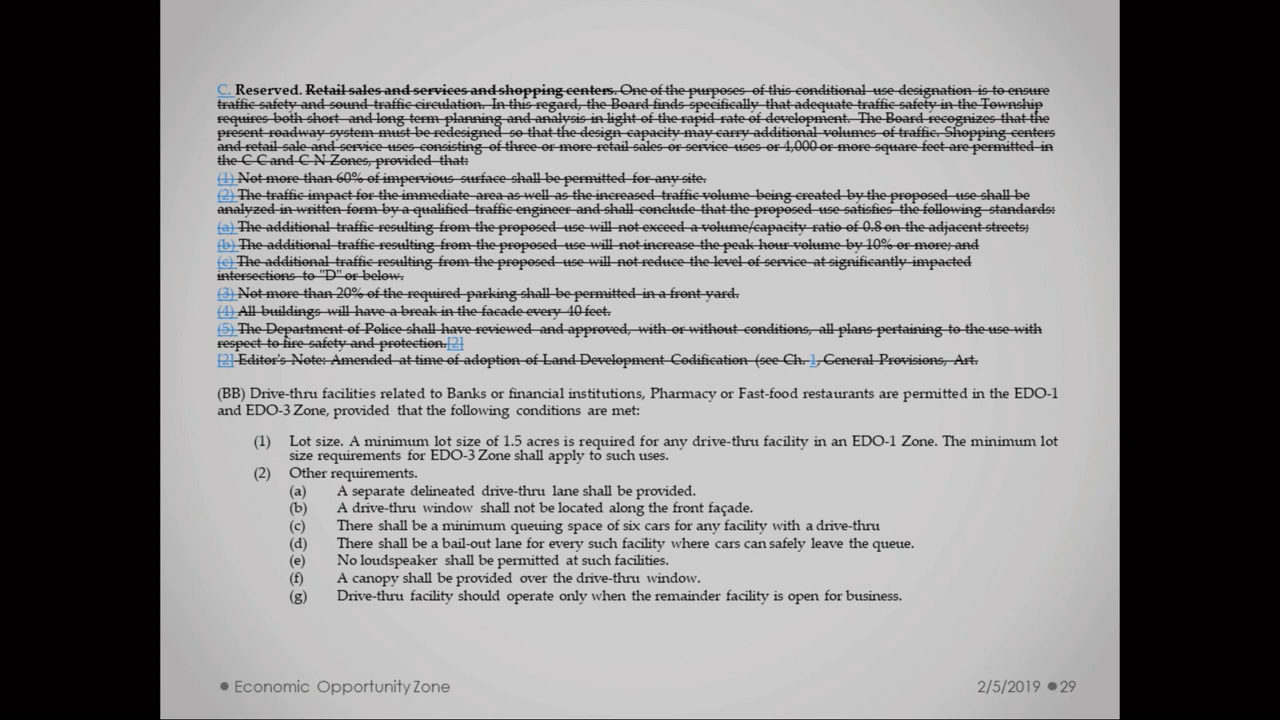 C. Reserved. Retail sales and services and shopping centers. One of the purposes of this conditional use designation is to ensure
traffic safety and sound traffic circulation. In this regard, the Board finds specifically that adequate traffic safety in the Township
requires both short- and long-term planning and analysis in light of the rapid rate of development. The Board recognizes that the
present roadway system must be redesigned so that the design capacity may carry additional volumes of traffic. Shopping centers
and retail sale and service uses consisting of three or more retail sales or service uses or 4,000 or more square feet are permitted in
the C-C and C-N Zones, provided that:
(1) Not more than 60% of impervious surface shall be permitted for any site.
(2) The traffic impact for the immediate area as well as the increased traffic volume being created by the proposed use shall be
analyzed in written form by a qualified traffic engineer and shall conclude that the proposed use satisfies the following standards:
(a) The additional traffic resulting from the proposed use will not exceed a volume/capacity ratio of 0.8 on the adjacent streets;
(b) The additional traffic resulting from the proposed use will not increase the peak hour volume by 10% or more; and
(c) The additional traffic resulting from the proposed use will not reduce the level of service at significantly impacted
intersections to "D" or below.
(3) Not more than 20% of the required parking shall be permitted in a front yard.
(4) All buildings will have a break in the facade every 40 feet.
(5) The Department of Police shall have reviewed and approved, with or without conditions, all plans pertaining to the use with
respect to fire safety and protection.[2]
[2] Editor's Note: Amended at time of adoption of Land Development Codification (see Ch. 1, General Provisions, Art.
(BB) Drive-thru facilities related to Banks or financial institutions, Pharmacy or Fast-food restaurants are permitted in the EDO-1
and EDO-3 Zone, provided that the following conditions are met:
(1) Lot size. A minimum lot size of 1.5 acres is required for any drive-thru facility in an EDO-1 Zone. The minimum lot
size requirements for EDO-3 Zone shall apply to such uses.
(2) Other requirements.
(a) A separate delineated drive-thru lane shall be provided.
(b) A drive-thru window shall not be located along the front façade.
(c) There shall be a minimum queuing space of six cars for any facility with a drive-thru
(d) There shall be a bail-out lane for every such facility where cars can safely leave the queue.
(e) No loudspeaker shall be permitted at such facilities.
(f) A canopy shall be provided over the drive-thru window.
(g) Drive-thru facility should operate only when the remainder facility is open for business.
● Economic Opportunity Zone
2/5/2019 ● 29